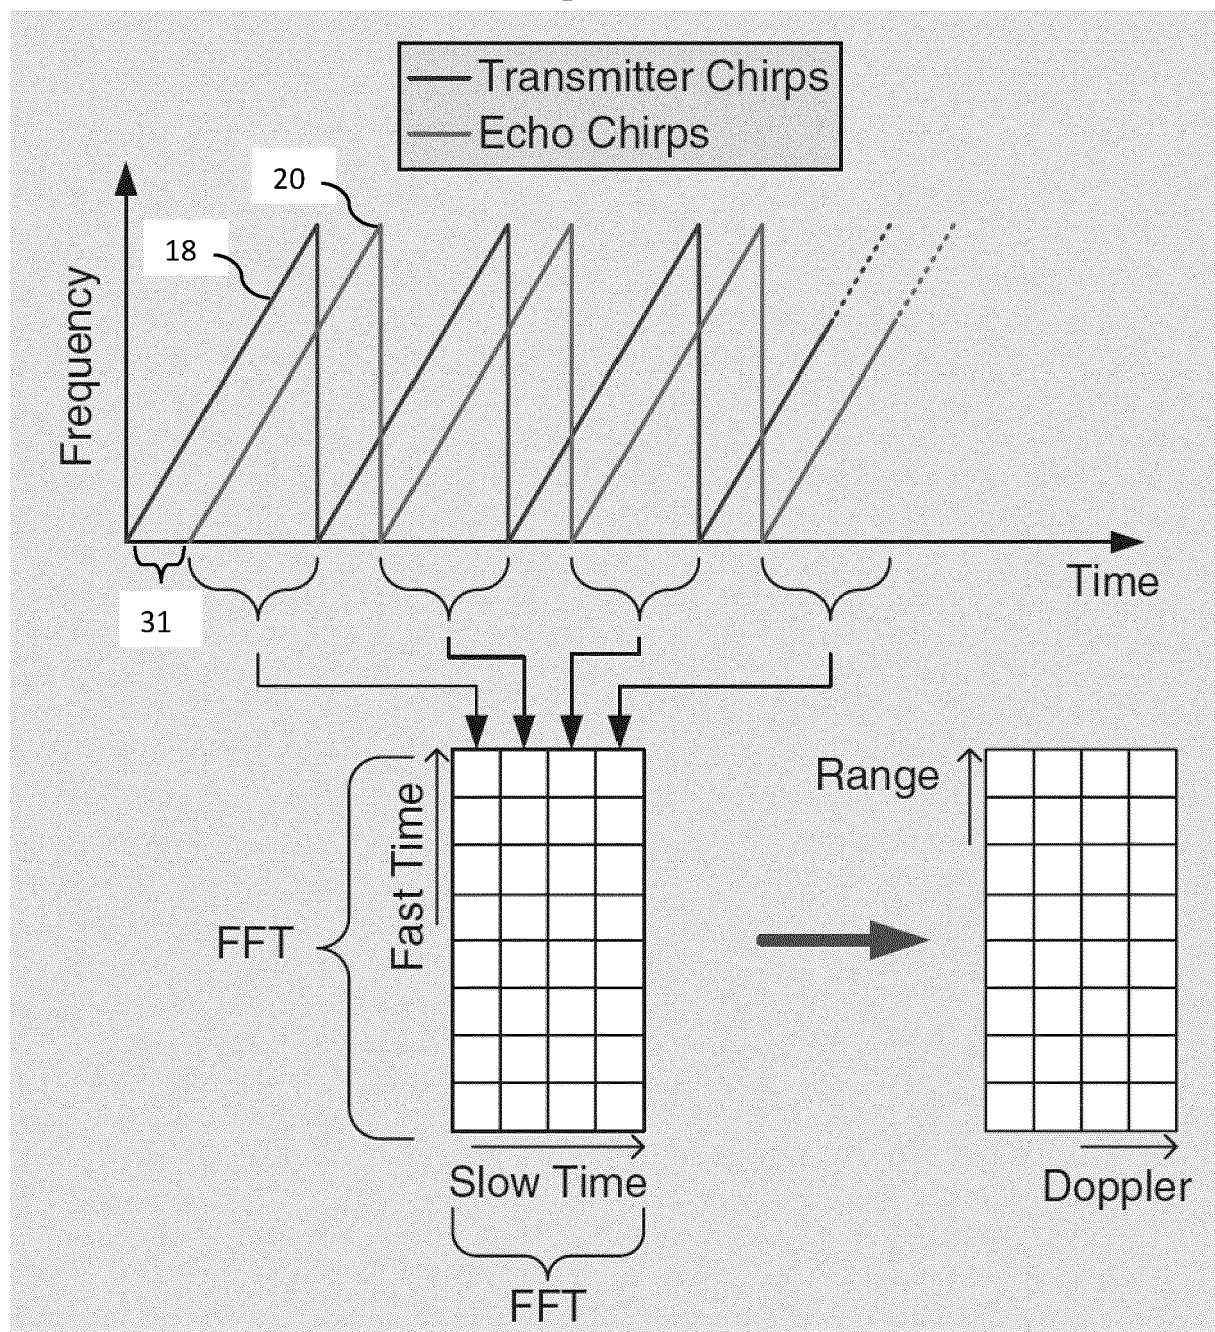 Transmitter Chirps
Echo Chirps
20
18
Frequency
Time
31
Range
Fast Time
FFT
Slow Time
Doppler
FFT